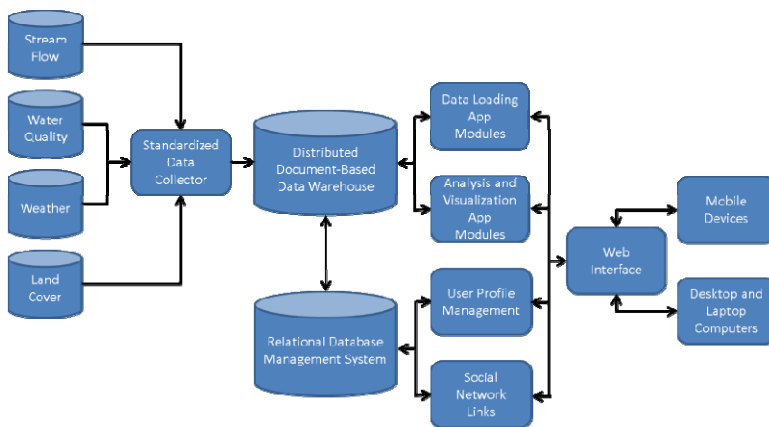 Stream
Flow
Water
Quality
Weather
Land
Cover
Standardized
Data
Collector
Distributed
Document-Based
Data Warehouse
Relational Database
Management System
Data Loading
App
Modules
Analysis and
Visualization
App
Modules
User Profile
Management
Social
Network
Links
Web
Interface
Mobile
Devices
Desktop and
Laptop
Computers